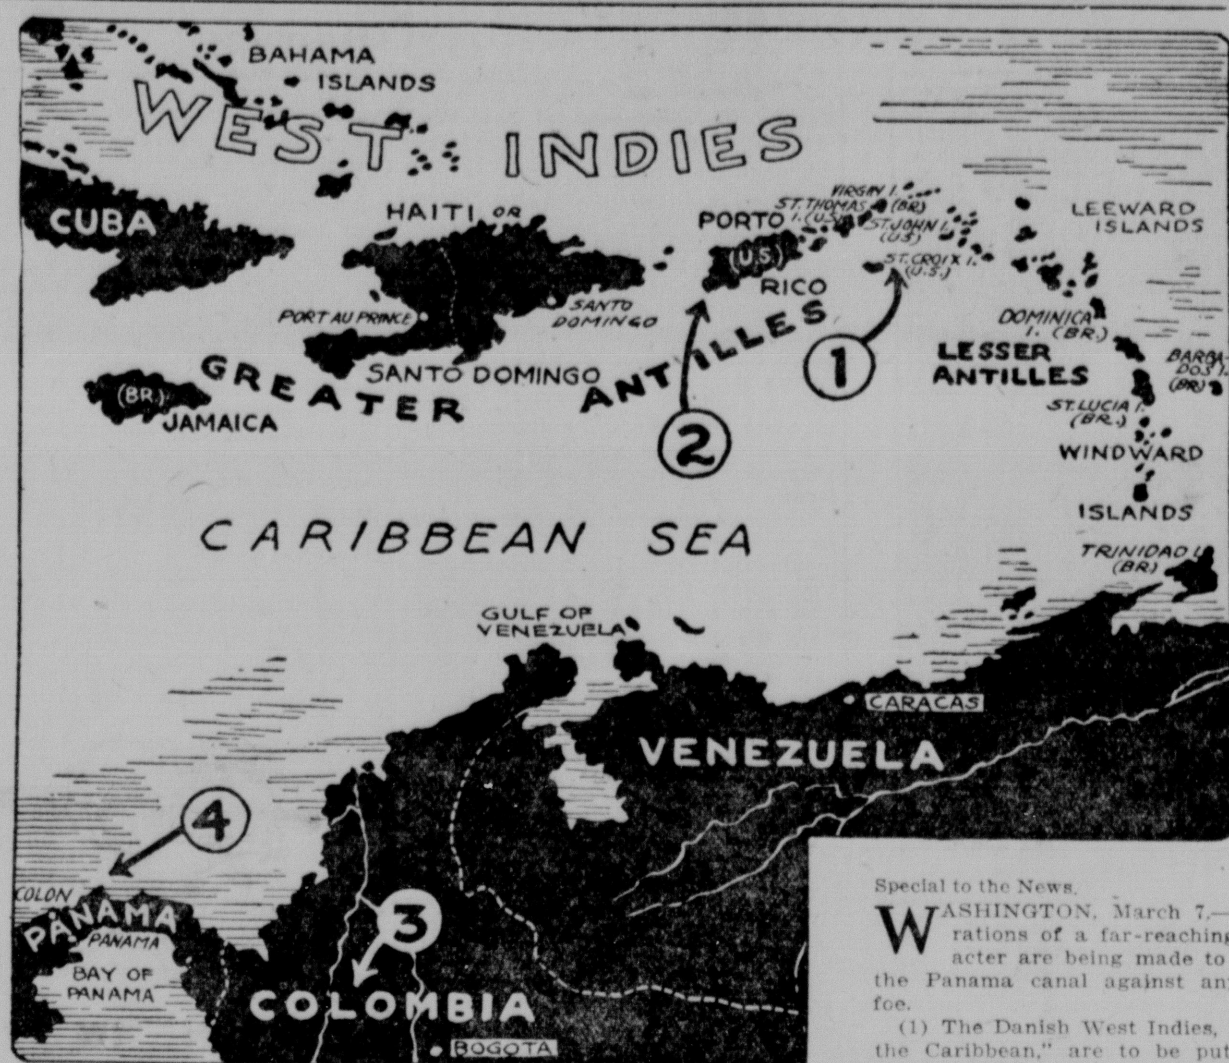 BAHAMA
ISLANDS
WEST INDIES
CUBA
HAITI OR
PORTO
(U.S.)
RICO
VIRGIN I.
(BR)
ST. THOMAS
I. (U.S.)
ST. JOHN I.
(U.S)
ST. CROIX I.
(U.S.)
LEEWARD
ISLANDS
PORT AU PRINCE
SANTO
DOMINGO
SANTO DOMINGO
DOMINICA
I. (BR.)
GREATER ANTILLES
1
LESSER
ANTILLES
BARBA-
DOS I.
(BR)
(BR.)
JAMAICA
2
ST. LUCIA I.
(BR.)
WINDWARD
ISLANDS
CARIBBEAN SEA
TRINIDAD I.
(BR)
GULF OF
VENEZUELA
CARACAS
VENEZUELA
4
COLON
PANAMA
PANAMA
BAY OF
PANAMA
3
COLOMBIA
BOGOTA
Special to the News.
WASHINGTON, March 7.—
rations of a far-reaching
acter are being made to
the Panama canal against
foe.
(1) The Danish West Indies,
the Caribbean," are to be